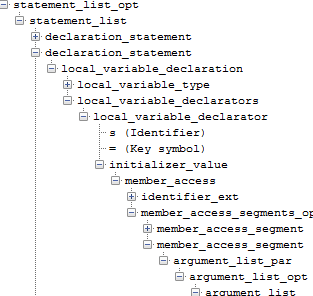 statement_list_opt
statement_list
declaration_statement
declaration_statement
local_variable_declaration
local_variable_type
local_variable_declarators
local_variable_declarator
s (Identifier)
= (Key symbol)
initializer_value
member_access
identifier_ext
member_access_segments_op
member_access_segment
member_access_segment
argument_list_par
argument_list_opt
argument_list